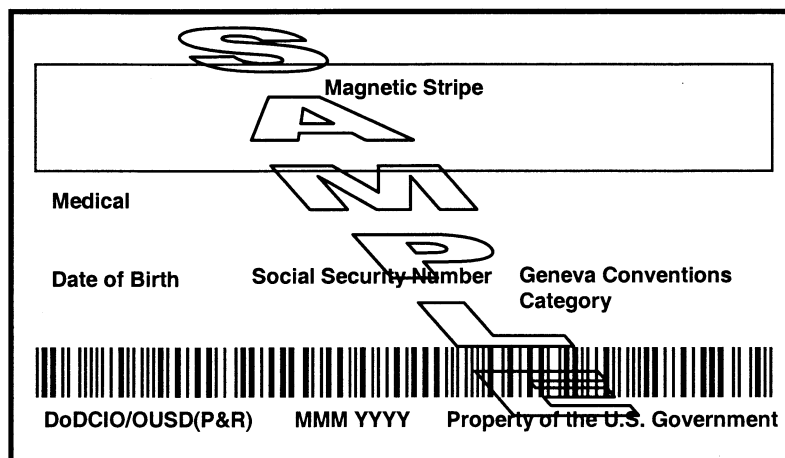 SAMPLE
Magnetic Stripe
Medical
Date of Birth Social Security Number Geneva Conventions
Category
DoDCIO/OUSD(P&R) MMM YYYY Property of the U.S. Government